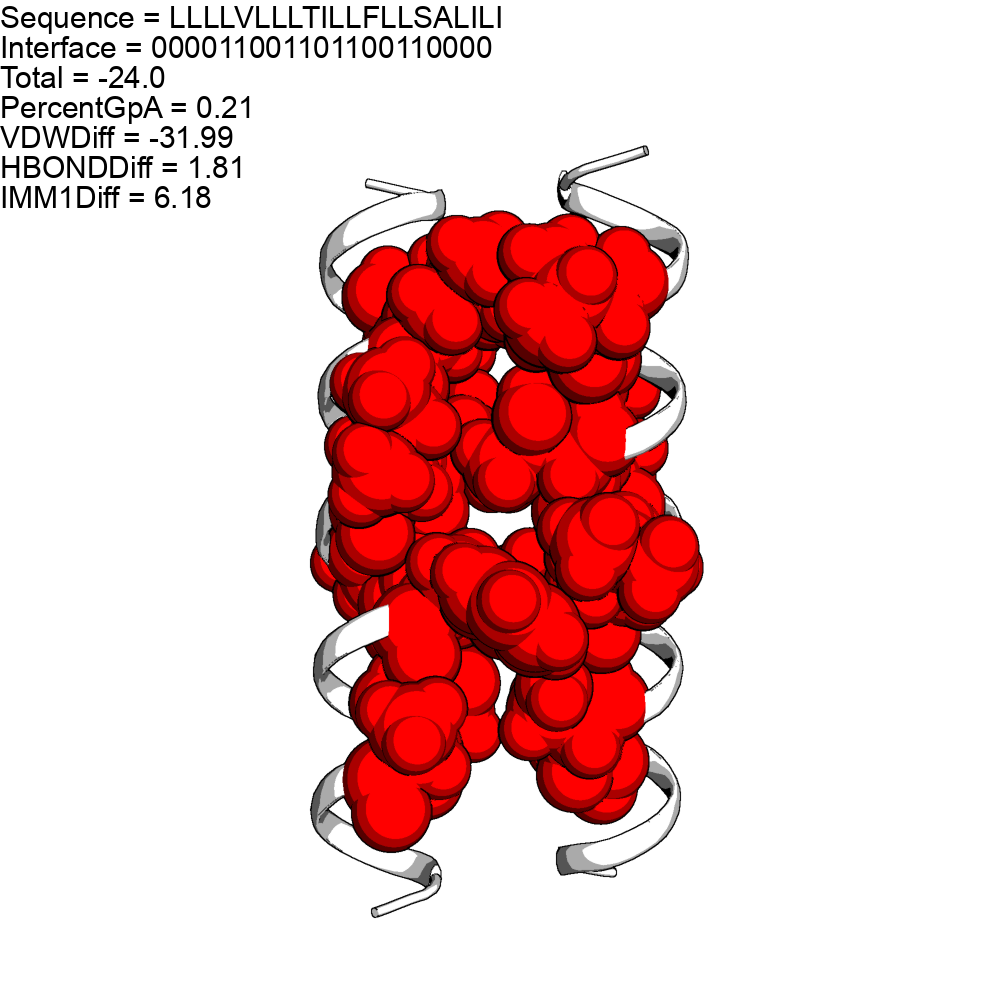 Sequence = LLLLVLLLTILLFLLSALILI
Interface = 000011001101100110000
Total = -24.0
PercentGpA = 0.21
VDWDiff = -31.99
HBONDDiff = 1.81
IMM1Diff = 6.18